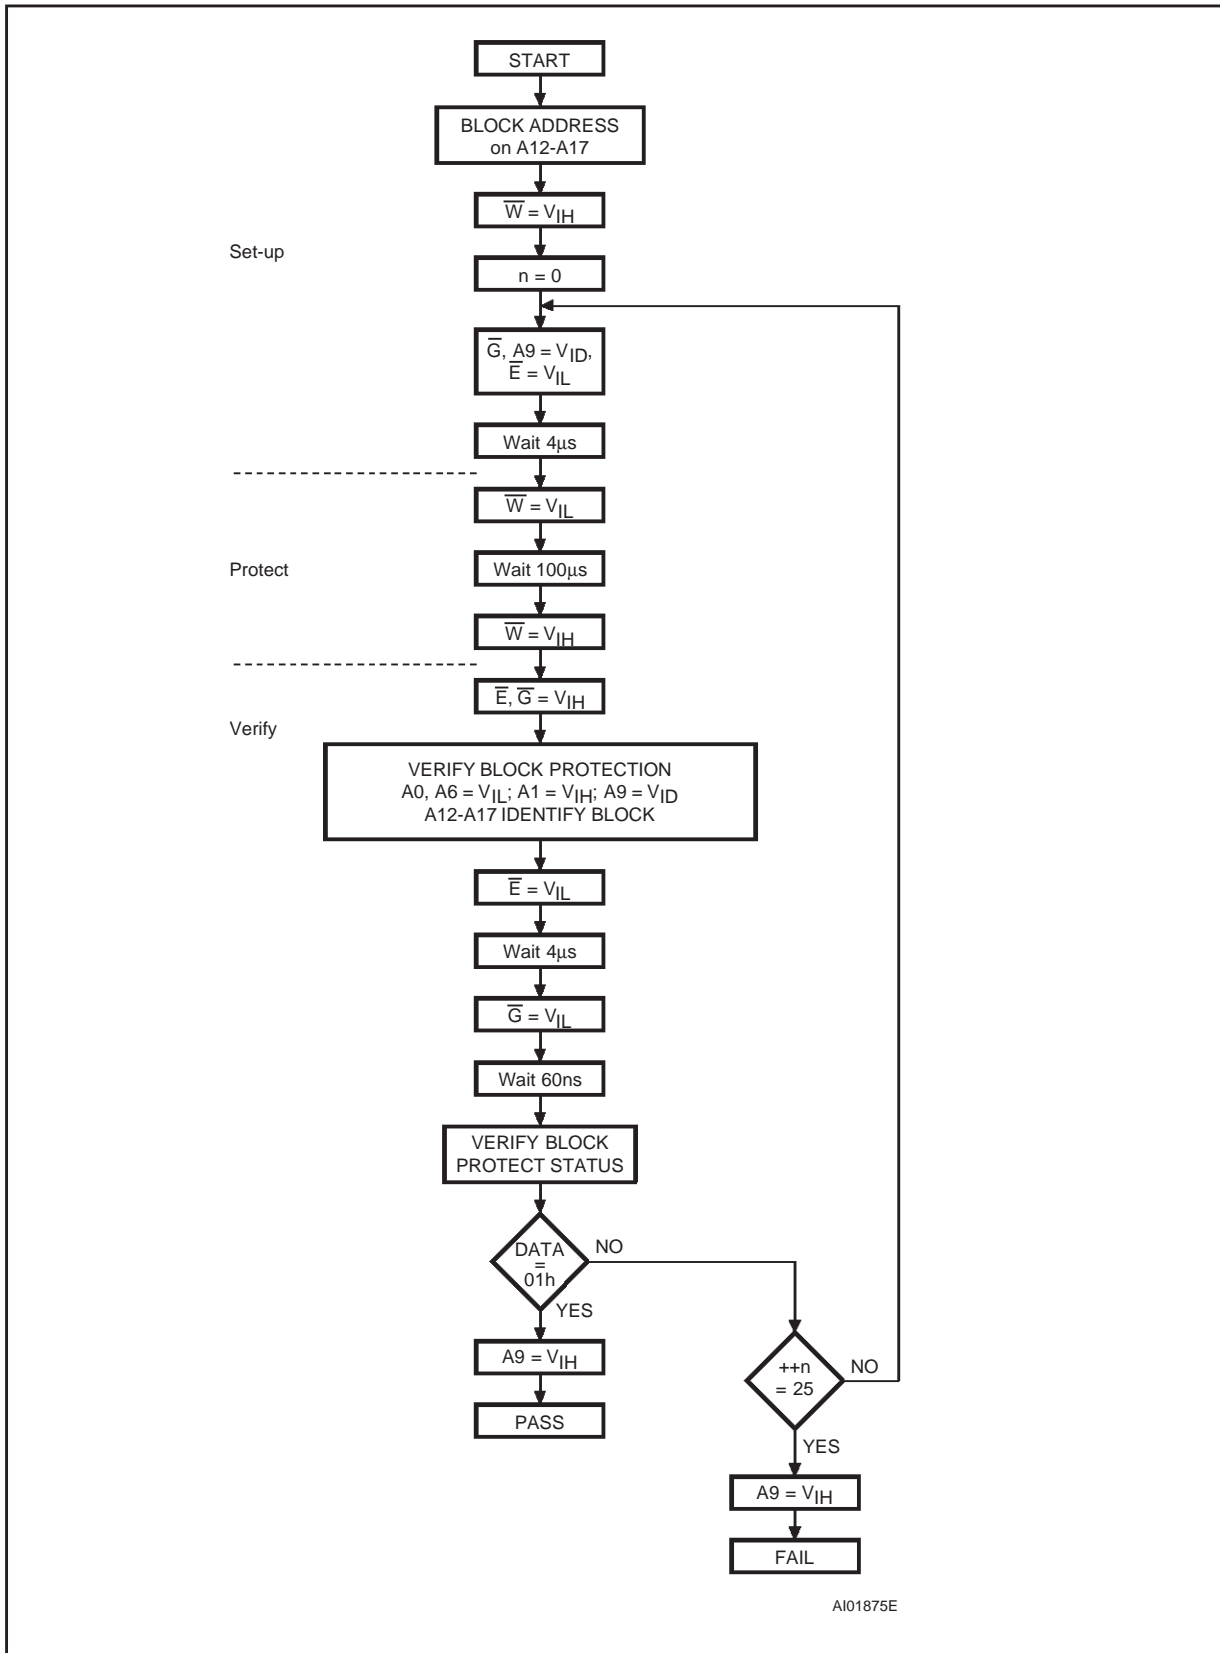 START
BLOCK ADDRESS
on A12-A17
W̅ = VIH
Set-up
n = 0
G̅, A9 = VID,
E̅ = VIL
Wait 4µs
W̅ = VIL
Protect
Wait 100µs
W̅ = VIH
E̅, G̅ = VIH
Verify
VERIFY BLOCK PROTECTION
A0, A6 = VIL; A1 = VIH; A9 = VID
A12-A17 IDENTIFY BLOCK
E̅ = VIL
Wait 4µs
G̅ = VIL
Wait 60ns
VERIFY BLOCK
PROTECT STATUS
DATA
=
01h
NO
YES
A9 = VIH
PASS
++n
= 25
NO
YES
A9 = VIH
FAIL
AI01875E